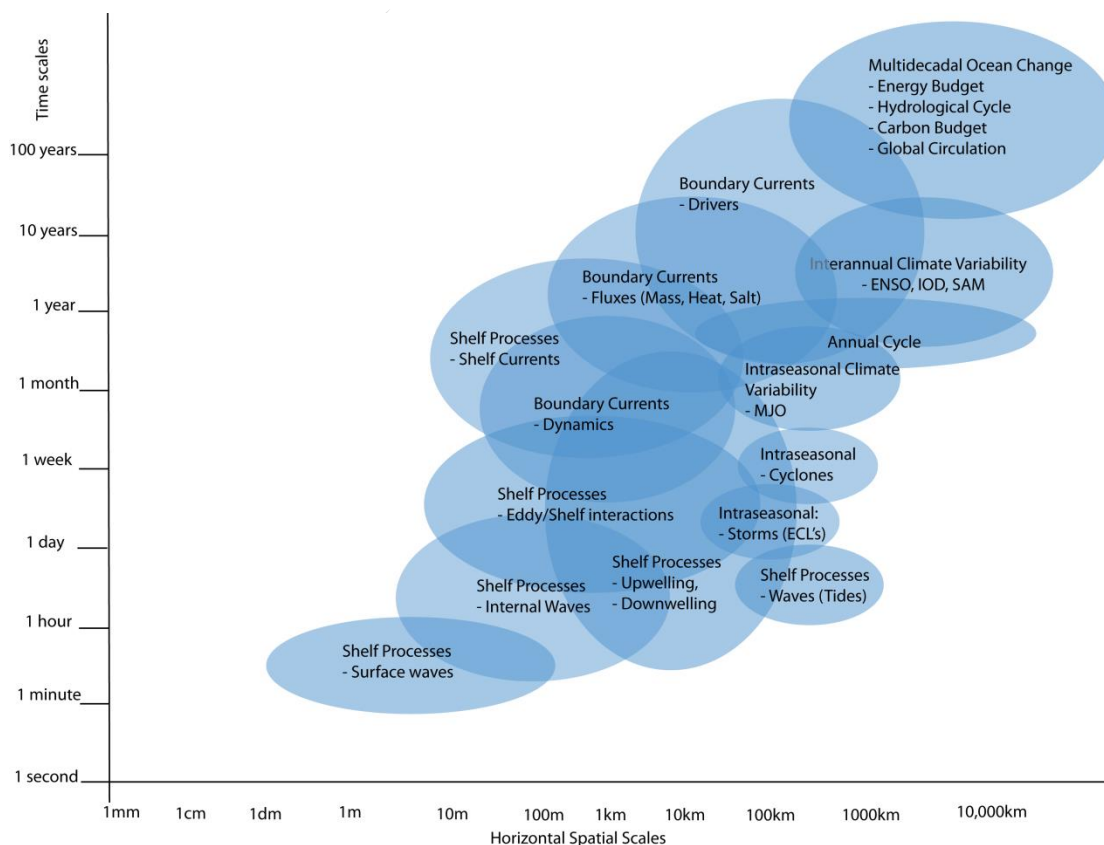 Time scales
100 years
10 years
1 year
1 month
1 week
1 day
1 hour
1 minute
1 second
Multidecadal Ocean Change
- Energy Budget
- Hydrological Cycle
- Carbon Budget
- Global Circulation
Boundary Currents
- Drivers
Interannual Climate Variability
- ENSO, IOD, SAM
Boundary Currents
- Fluxes (Mass, Heat, Salt)
Annual Cycle
Shelf Processes
- Shelf Currents
Intraseasonal Climate
Variability
- MJO
Boundary Currents
- Dynamics
Intraseasonal
- Cyclones
Shelf Processes
- Eddy/Shelf interactions
Intraseasonal:
- Storms (ECL's)
Shelf Processes
- Upwelling,
- Downwelling
Shelf Processes
- Waves (Tides)
Shelf Processes
- Internal Waves
Shelf Processes
- Surface waves
1mm 1cm 1dm 1m 10m 100m 1km 10km 100km 1000km 10,000km
Horizontal Spatial Scales